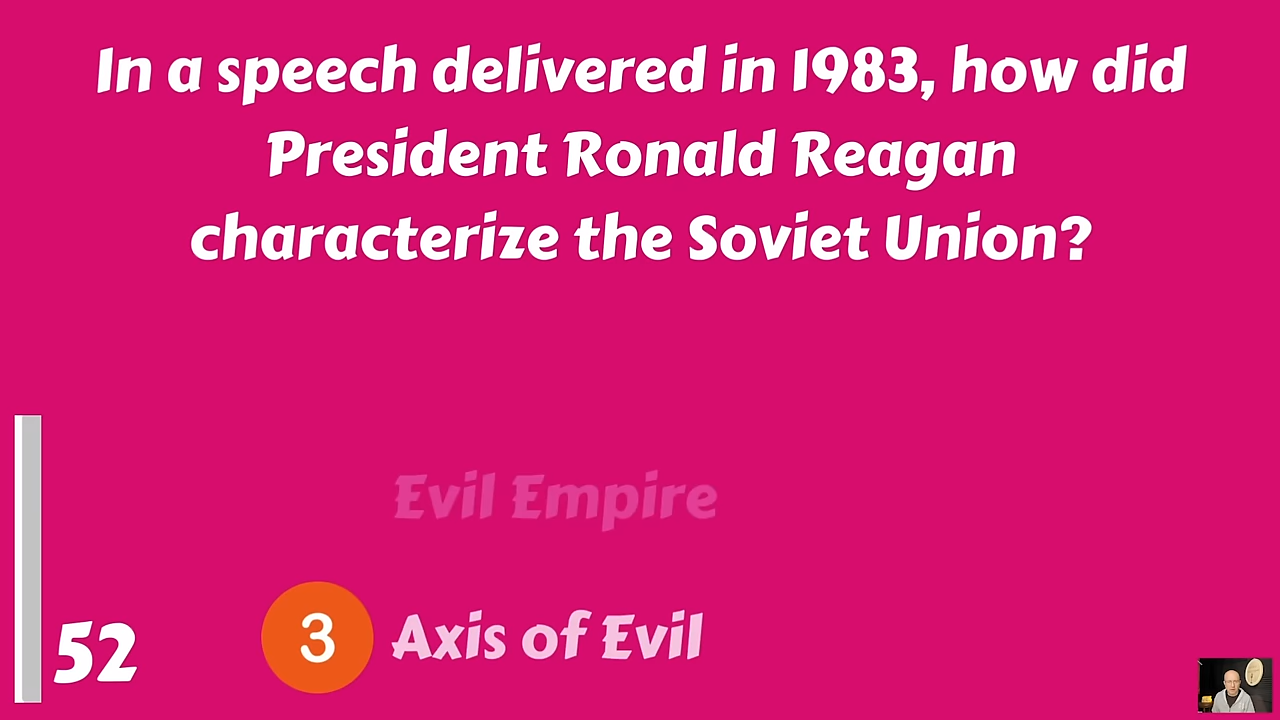 In a speech delivered in 1983, how did
President Ronald Reagan
characterize the Soviet Union?
Evil Empire
3 Axis of Evil
52